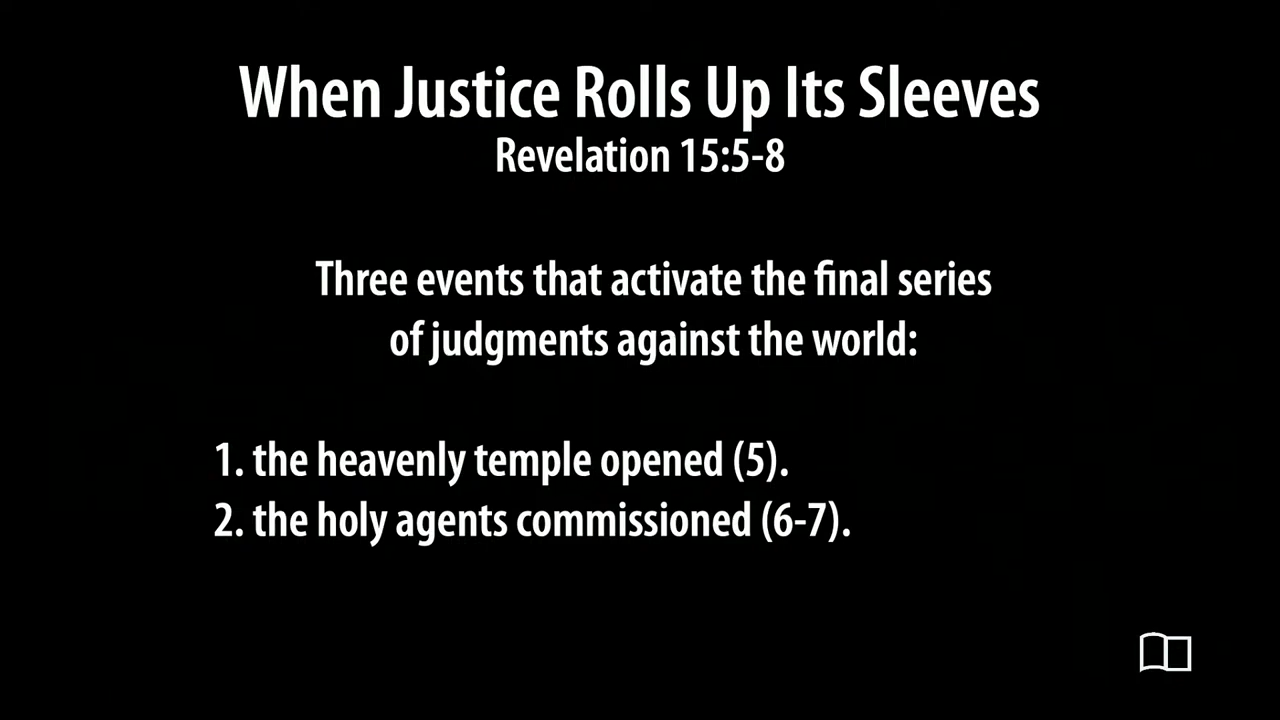 When Justice Rolls Up Its Sleeves
Revelation 15:5-8
Three events that activate the final series
of judgments against the world:
1. the heavenly temple opened (5).
2. the holy agents commissioned (6-7).